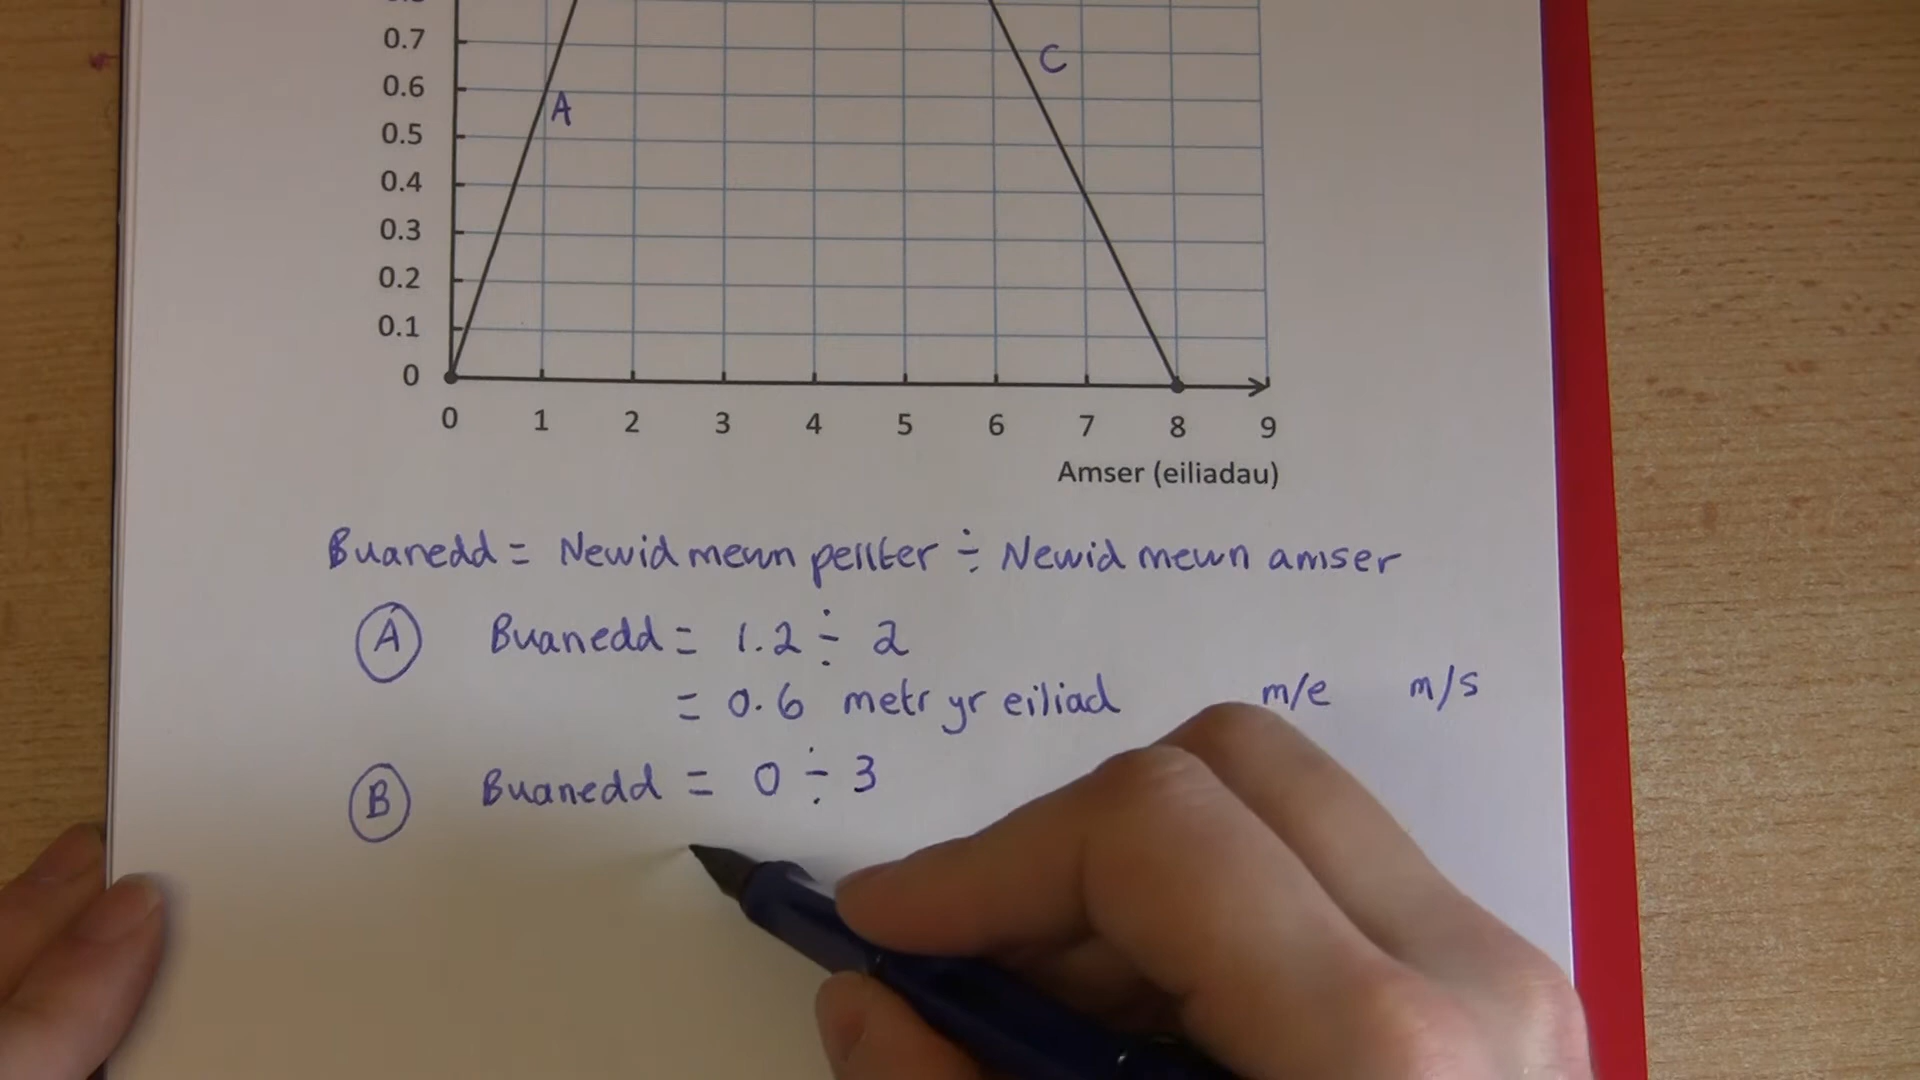 0.7
C
0.6
A
0.5
0.4
0.3
0.2
0.1
0
0 1 2 3 4 5 6 7 8 9
Amser (eiliadau)
Buanedd = Newid mewn pellter ÷ Newid mewn amser
A Buanedd = 1.2 ÷ 2
= 0.6 metr yr eiliad m/e m/s
B Buanedd = 0 ÷ 3